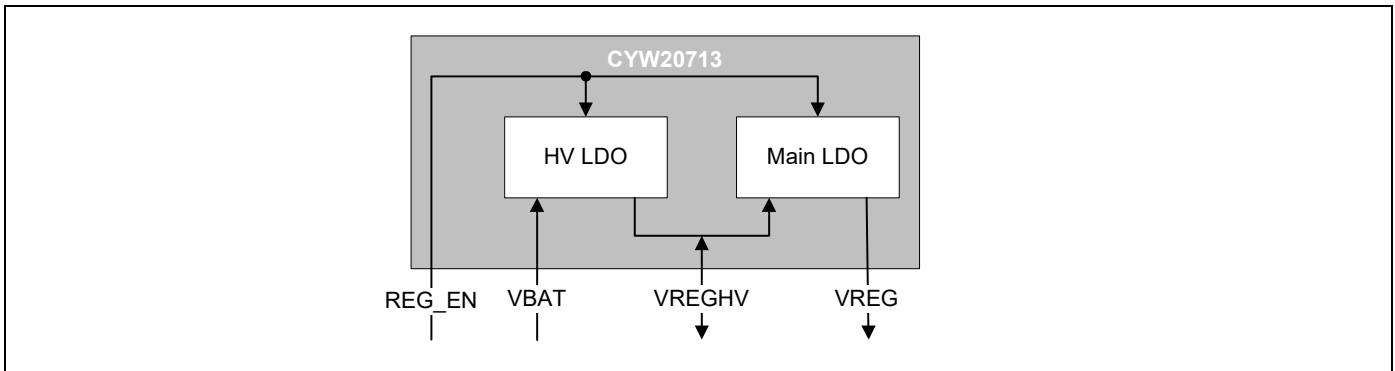 CYW20713
HV LDO
Main LDO
REG_EN
VBAT
VREGHV
VREG